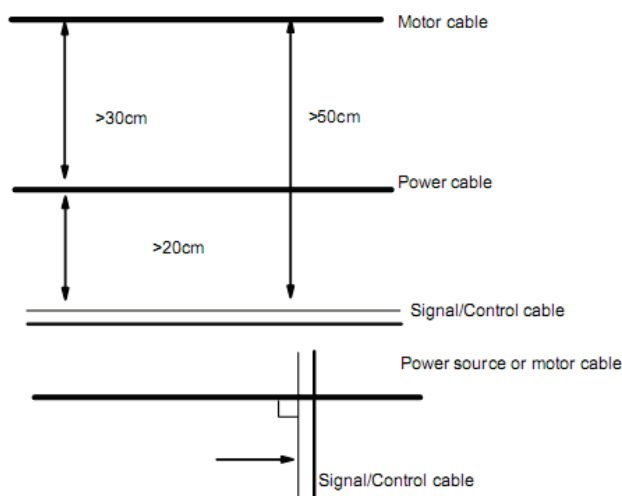 Motor cable
>30cm
>50cm
Power cable
>20cm
Signal/Control cable
Power source or motor cable
Signal/Control cable